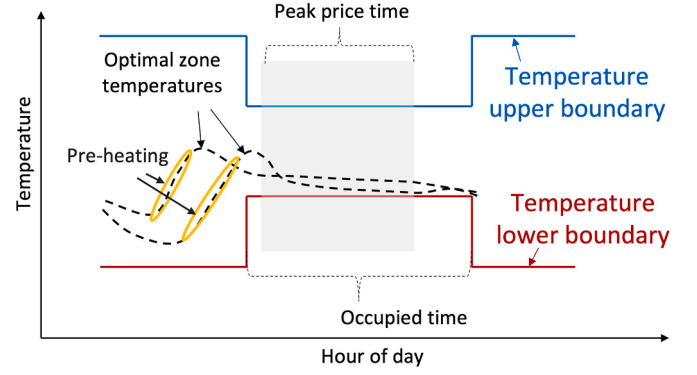 Peak price time
Optimal zone
temperatures
Temperature
upper boundary
Pre-heating
Temperature
Temperature
lower boundary
Occupied time
Hour of day